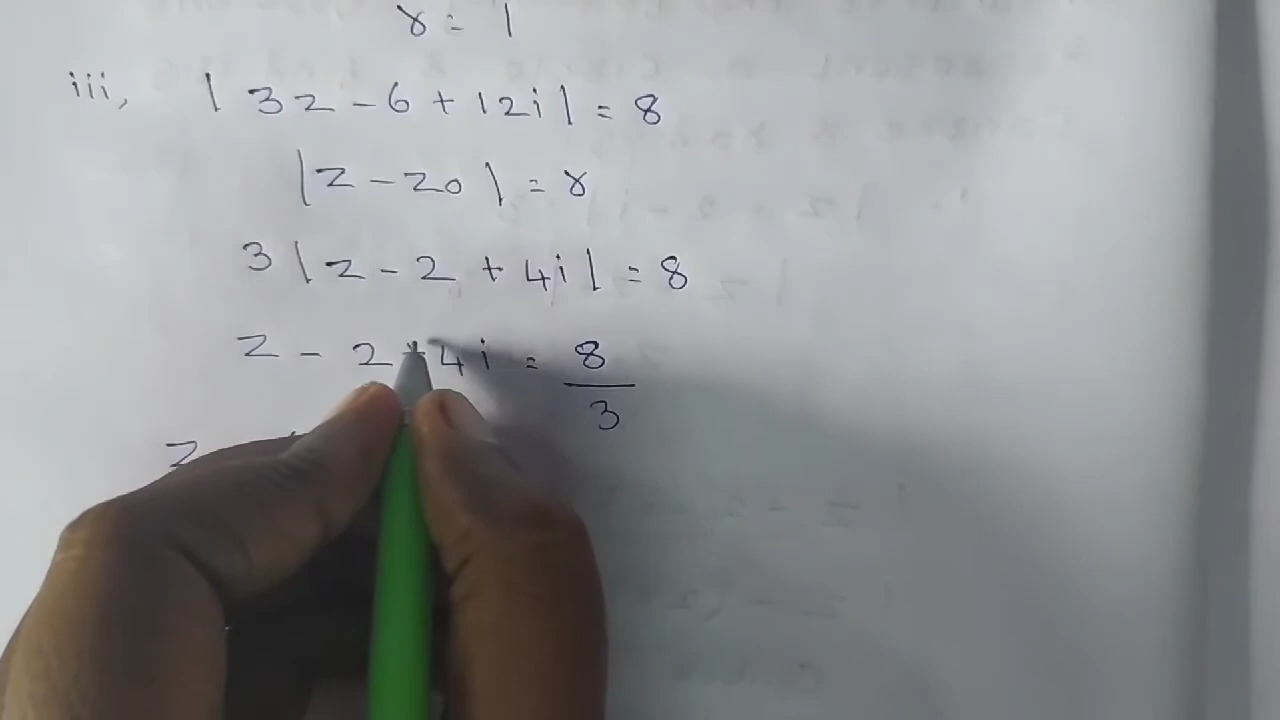 r = 1
iii, | 3z - 6 + 12i | = 8
| z - z0 | = r
3 | z - 2 + 4i | = 8
z - 2 + 4i = 8/3
z